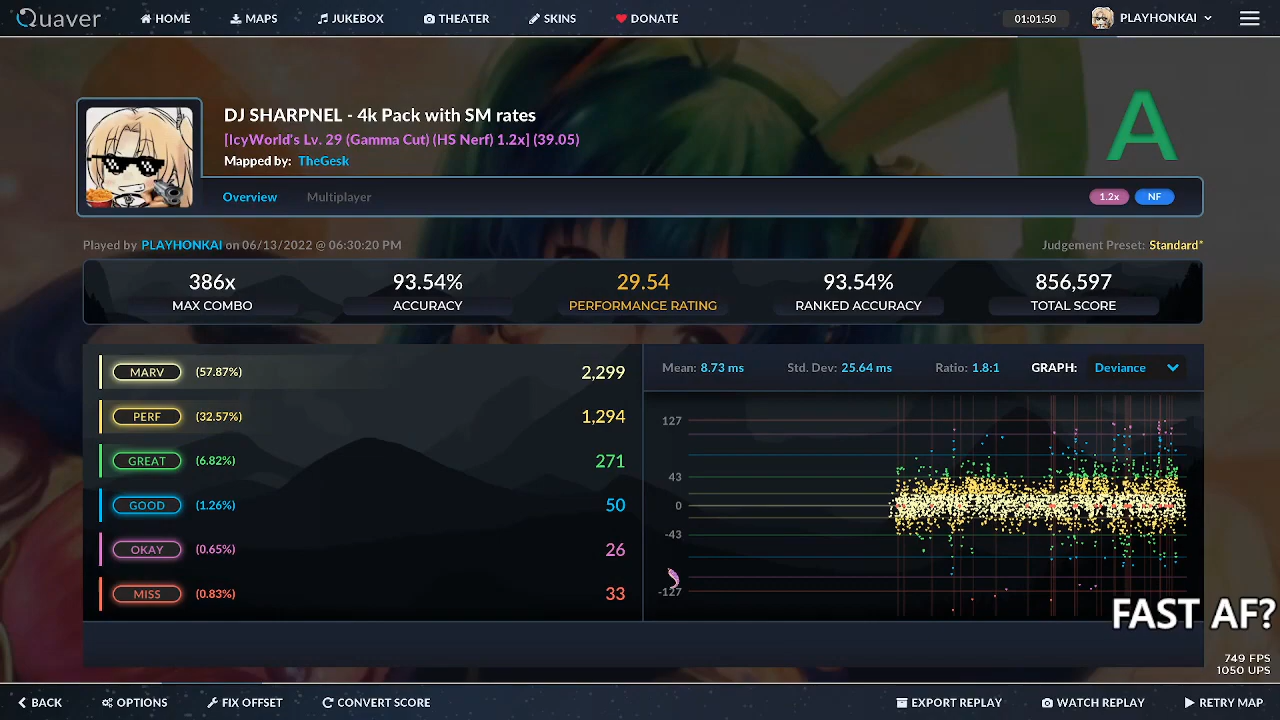 Quaver HOME MAPS JUKEBOX THEATER SKINS DONATE 01:01:50 PLAYHONKAI
DJ SHARPNEL - 4k Pack with SM rates
[IcyWorld's Lv. 29 (Gamma Cut) (HS Nerf) 1.2x] (39.05)
Mapped by: TheGesk
A
Overview Multiplayer 1.2x NF
Played by PLAYHONKAI on 06/13/2022 @ 06:30:20 PM Judgement Preset: Standard*
386x 93.54% 29.54 93.54% 856,597
MAX COMBO ACCURACY PERFORMANCE RATING RANKED ACCURACY TOTAL SCORE
MARV (57.87%) 2,299
PERF (32.57%) 1,294
GREAT (6.82%) 271
GOOD (1.26%) 50
OKAY (0.65%) 26
MISS (0.83%) 33
Mean: 8.73 ms Std. Dev: 25.64 ms Ratio: 1.8:1 GRAPH: Deviance
127
43
0
-43
-127
FAST AF?
749 FPS
1050 UPS
BACK OPTIONS FIX OFFSET CONVERT SCORE EXPORT REPLAY WATCH REPLAY RETRY MAP